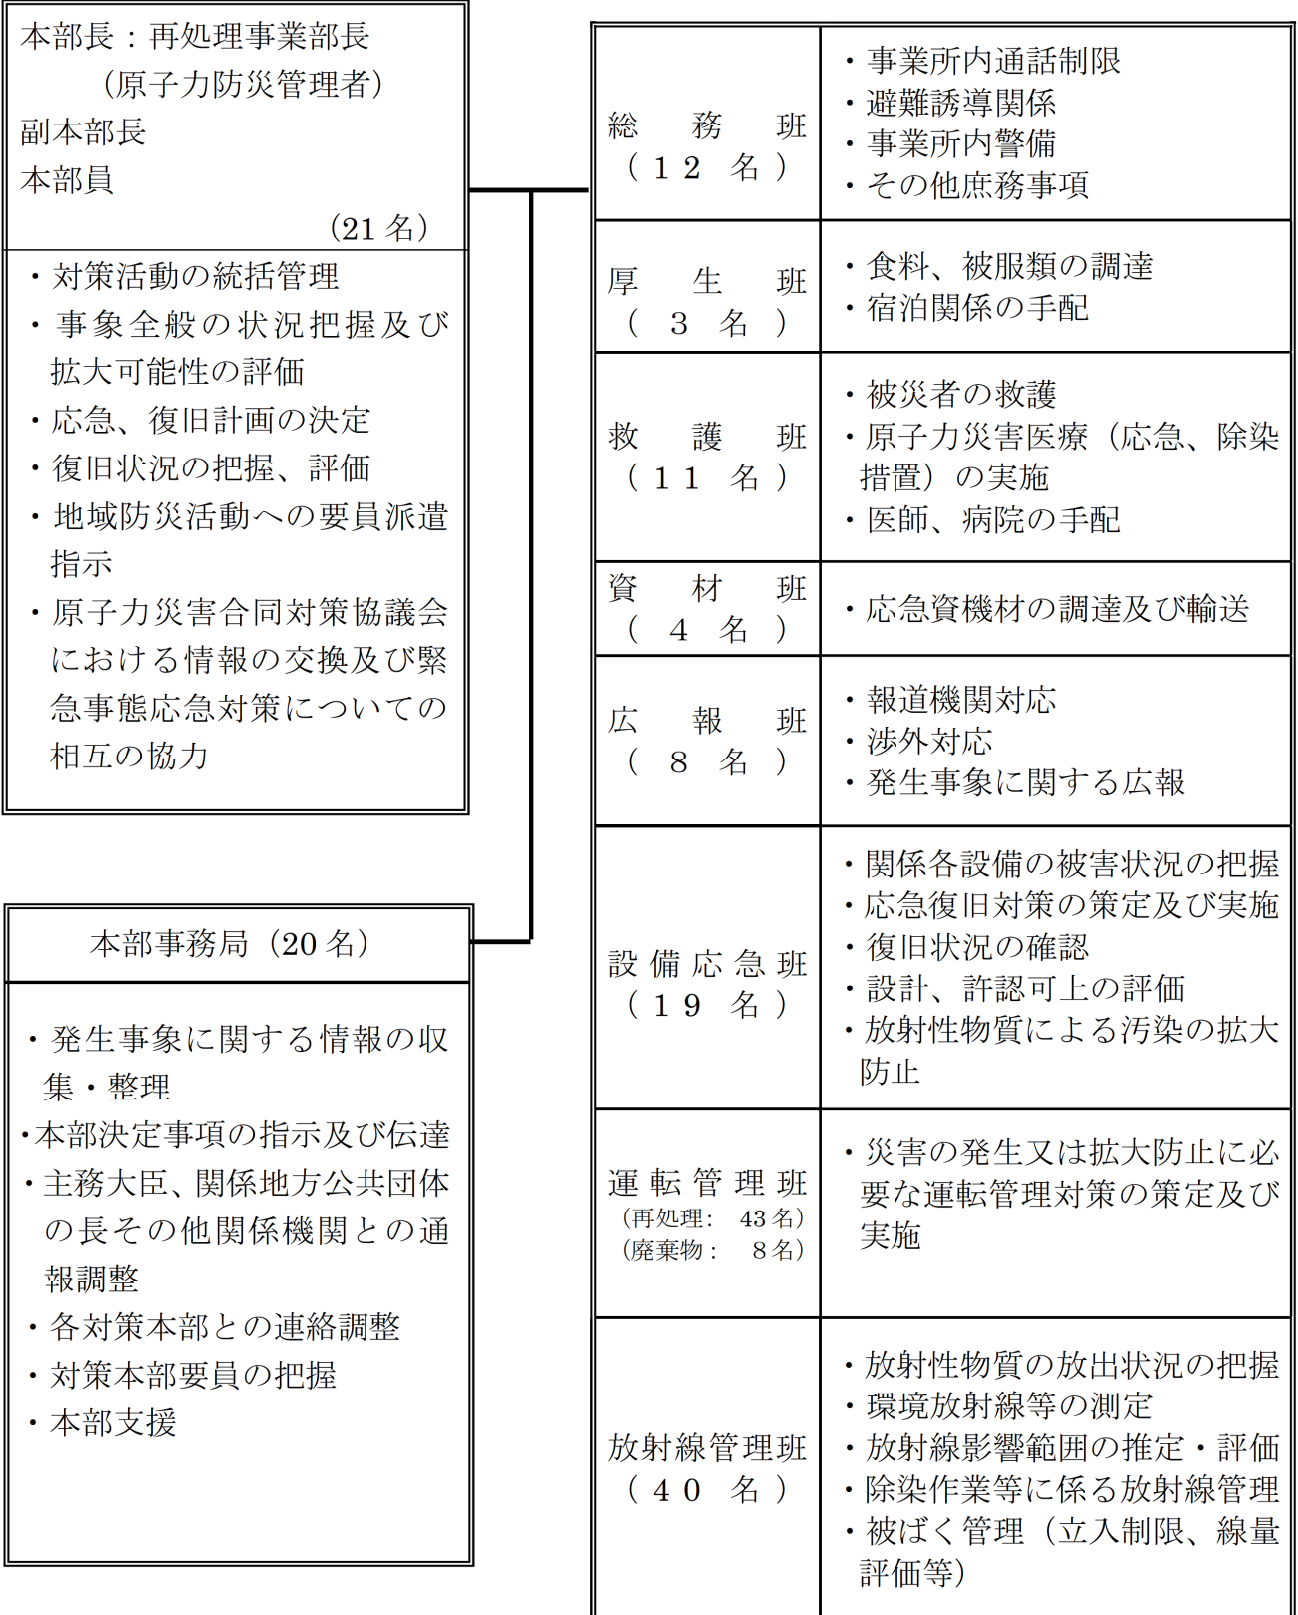 本部長：再処理事業部長
（原子力防災管理者）
副本部長
本部員
（21 名）
・対策活動の統括管理
・事象全般の状況把握及び
拡大可能性の評価
・応急、復旧計画の決定
・復旧状況の把握、評価
・地域防災活動への要員派遣
指示
・原子力災害合同対策協議会
における情報の交換及び緊
急事態応急対策についての
相互の協力
本部事務局（20 名）
・発生事象に関する情報の収
集・整理
・本部決定事項の指示及び伝達
・主務大臣、関係地方公共団体
の長その他関係機関との通
報調整
・各対策本部との連絡調整
・対策本部要員の把握
・本部支援
総務班
（12 名）
・事業所内通話制限
・避難誘導関係
・事業所内警備
・その他庶務事項
厚生班
（3 名）
・食料、被服類の調達
・宿泊関係の手配
救護班
（11 名）
・被災者の救護
・原子力災害医療（応急、除染
措置）の実施
・医師、病院の手配
資材班
（4 名）
・応急資機材の調達及び輸送
広報班
（8 名）
・報道機関対応
・渉外対応
・発生事象に関する広報
設備応急班
（19 名）
・関係各設備の被害状況の把握
・応急復旧対策の策定及び実施
・復旧状況の確認
・設計、許認可上の評価
・放射性物質による汚染の拡大
防止
運転管理班
（再処理： 43 名）
（廃棄物： 8 名）
・災害の発生又は拡大防止に必
要な運転管理対策の策定及び
実施
放射線管理班
（40 名）
・放射性物質の放出状況の把握
・環境放射線等の測定
・放射線影響範囲の推定・評価
・除染作業等に係る放射線管理
・被ばく管理（立入制限、線量
評価等）